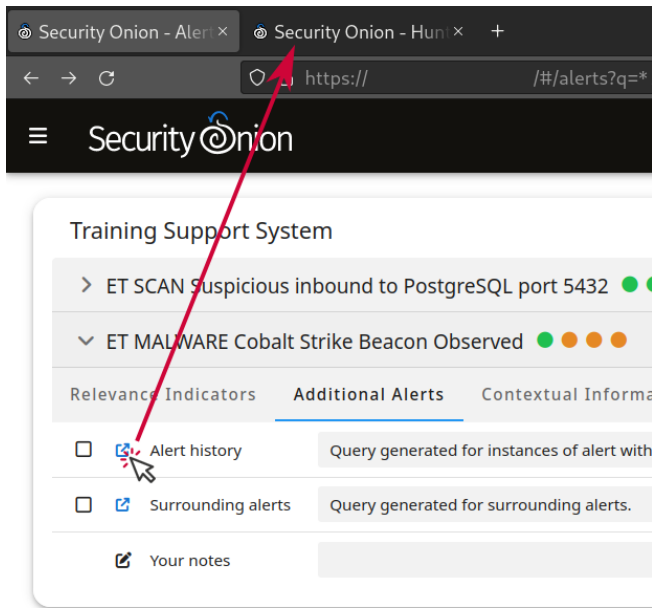 Security Onion - Alert
Security Onion - Hunt
https:// /#/alerts?q=*
Security Onion
Training Support System
ET SCAN Suspicious inbound to PostgreSQL port 5432
ET MALWARE Cobalt Strike Beacon Observed
Relevance Indicators Additional Alerts Contextual Informa
Alert history Query generated for instances of alert with
Surrounding alerts Query generated for surrounding alerts.
Your notes